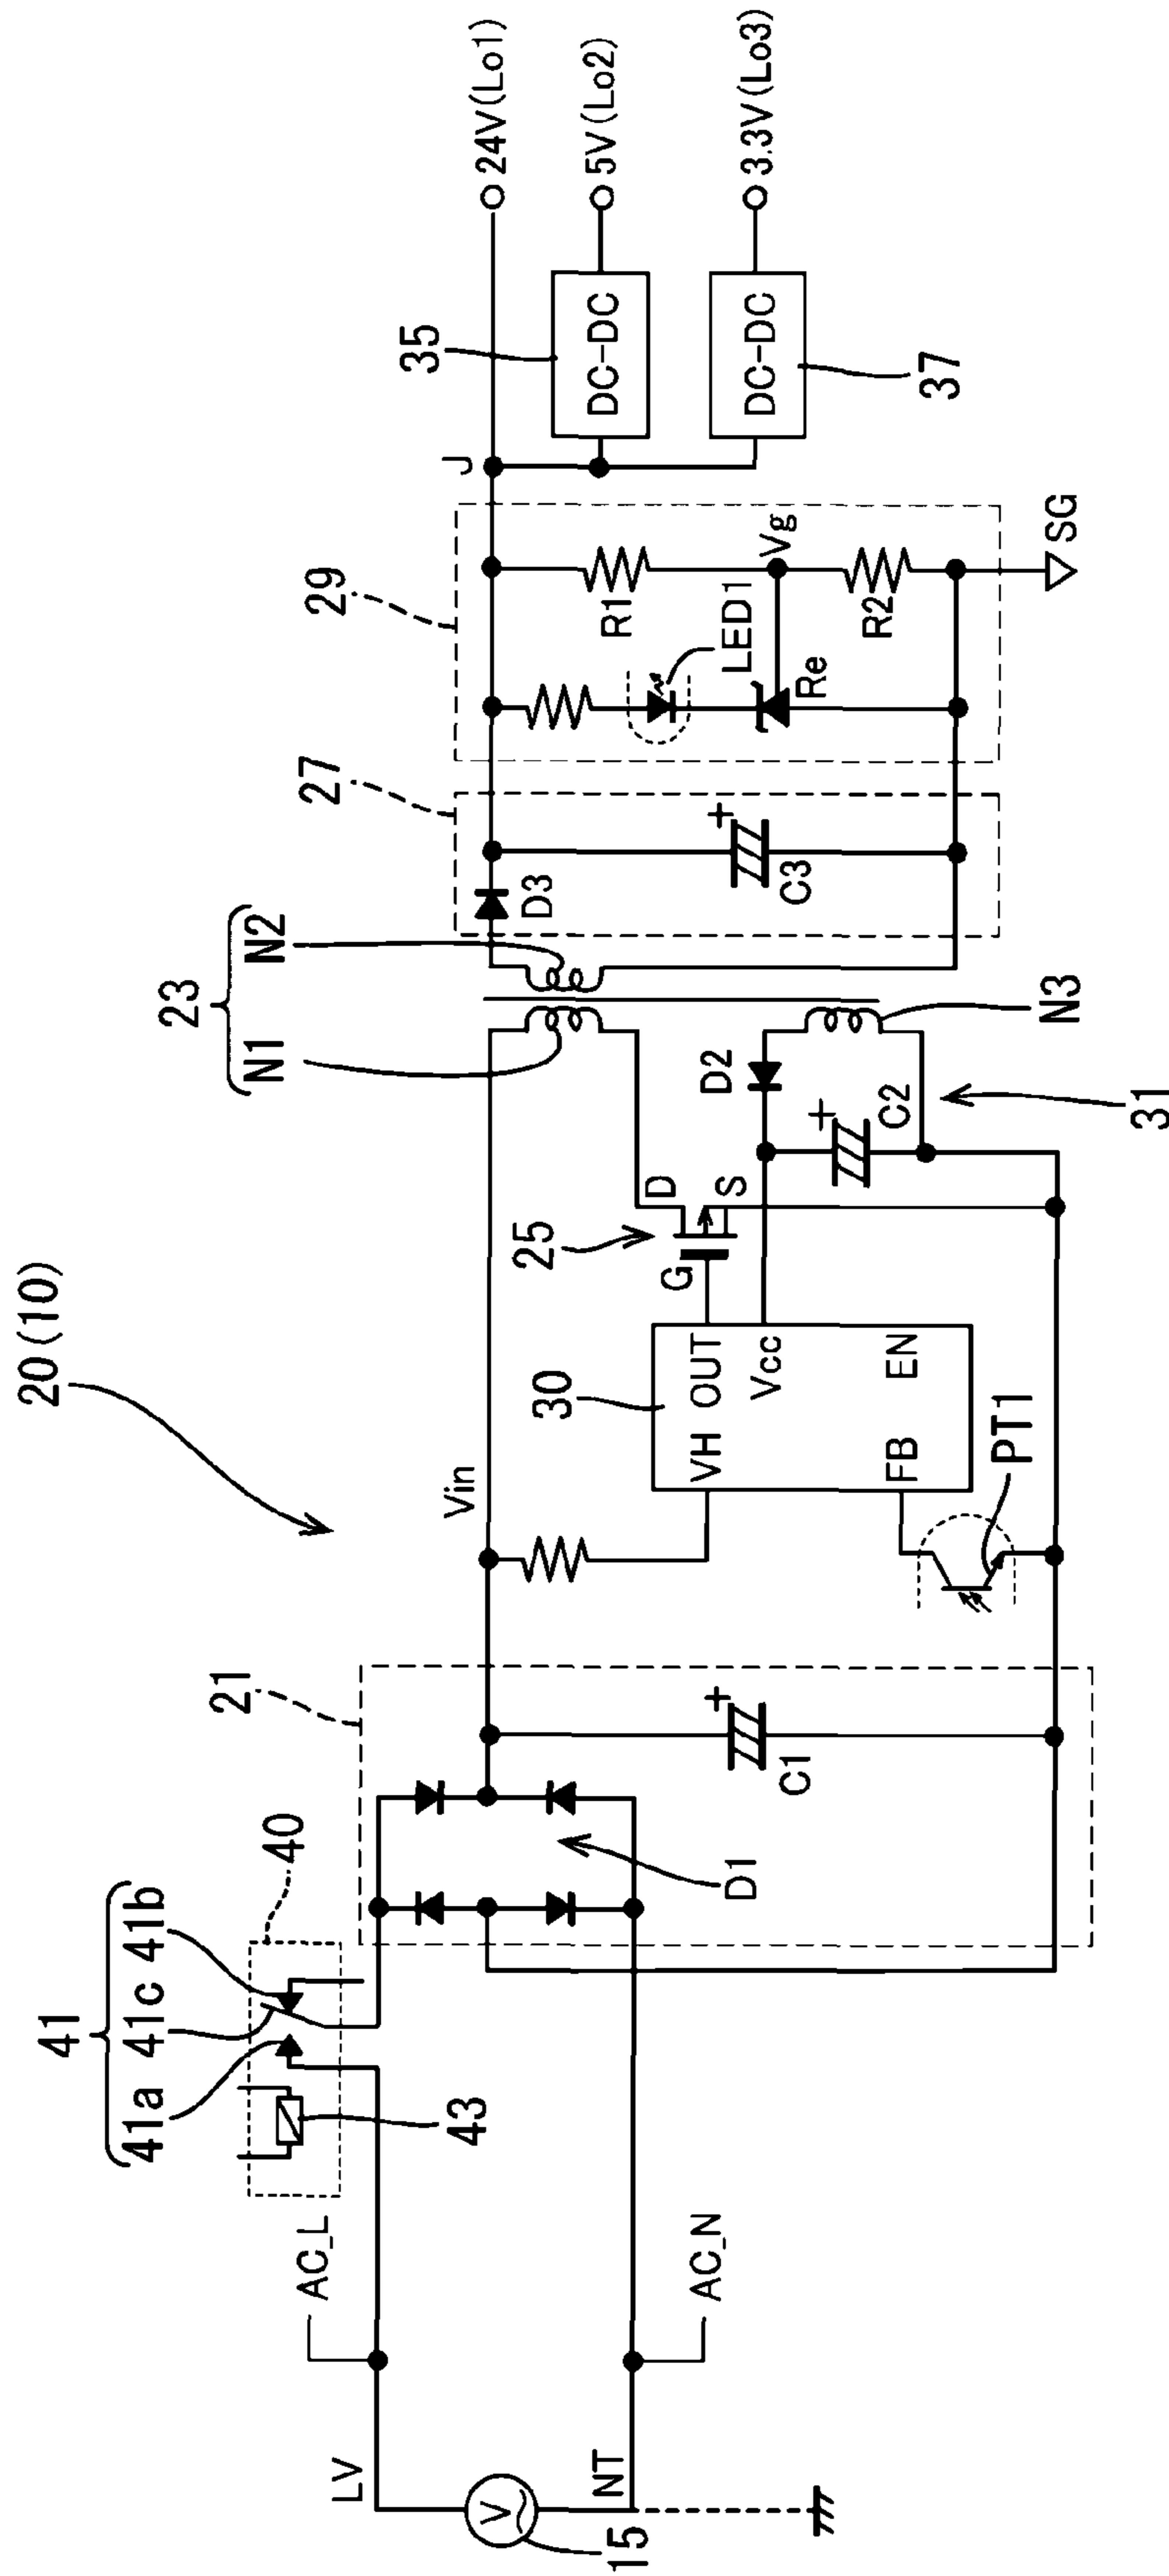 20(10)
41
41a 41c 41b
40
43
21
23
N1 N2
27
29
35
J
24V(Lo1)
5V(Lo2)
3.3V(Lo3)
DC-DC
DC-DC
37
AC_L
LV
V
15
NT
AC_N
D1
C1
+
Vin
30
VH OUT
Vcc
FB EN
PT1
25
G
D
S
D2
+
C2
31
N3
D3
+
C3
R1
LED1
Vg
Re
R2
SG